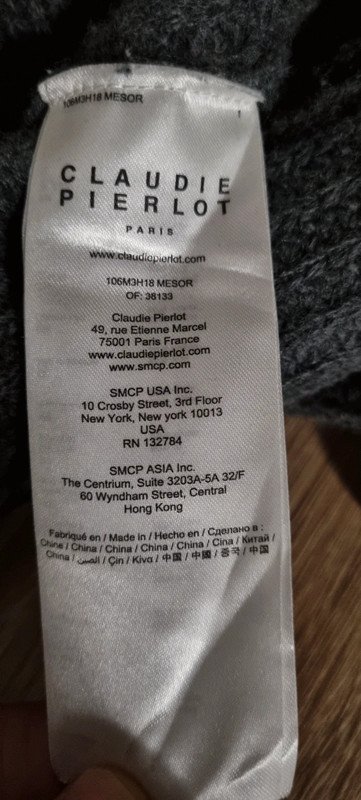 106M3H18 MESOR
CLAUDIE
PIERLOT
PARIS
www.claudiepierlot.com
106M3H18 MESOR
OF: 38133
Claudie Pierlot
49, rue Etienne Marcel
75001 Paris France
www.claudiepierlot.com
www.smcp.com
SMCP USA Inc.
10 Crosby Street, 3rd Floor
New York, New york 10013
USA
RN 132784
SMCP ASIA Inc.
The Centrium, Suite 3203A-5A 32/F
60 Wyndham Street, Central
Hong Kong
Fabriqué en / Made in / Hecho en / Сделано в :
Chine / China / China / China / China / Cina / Китай /
China / الصين / Çin / Κίνα / 中国 / 中國 / 중국 / 中国